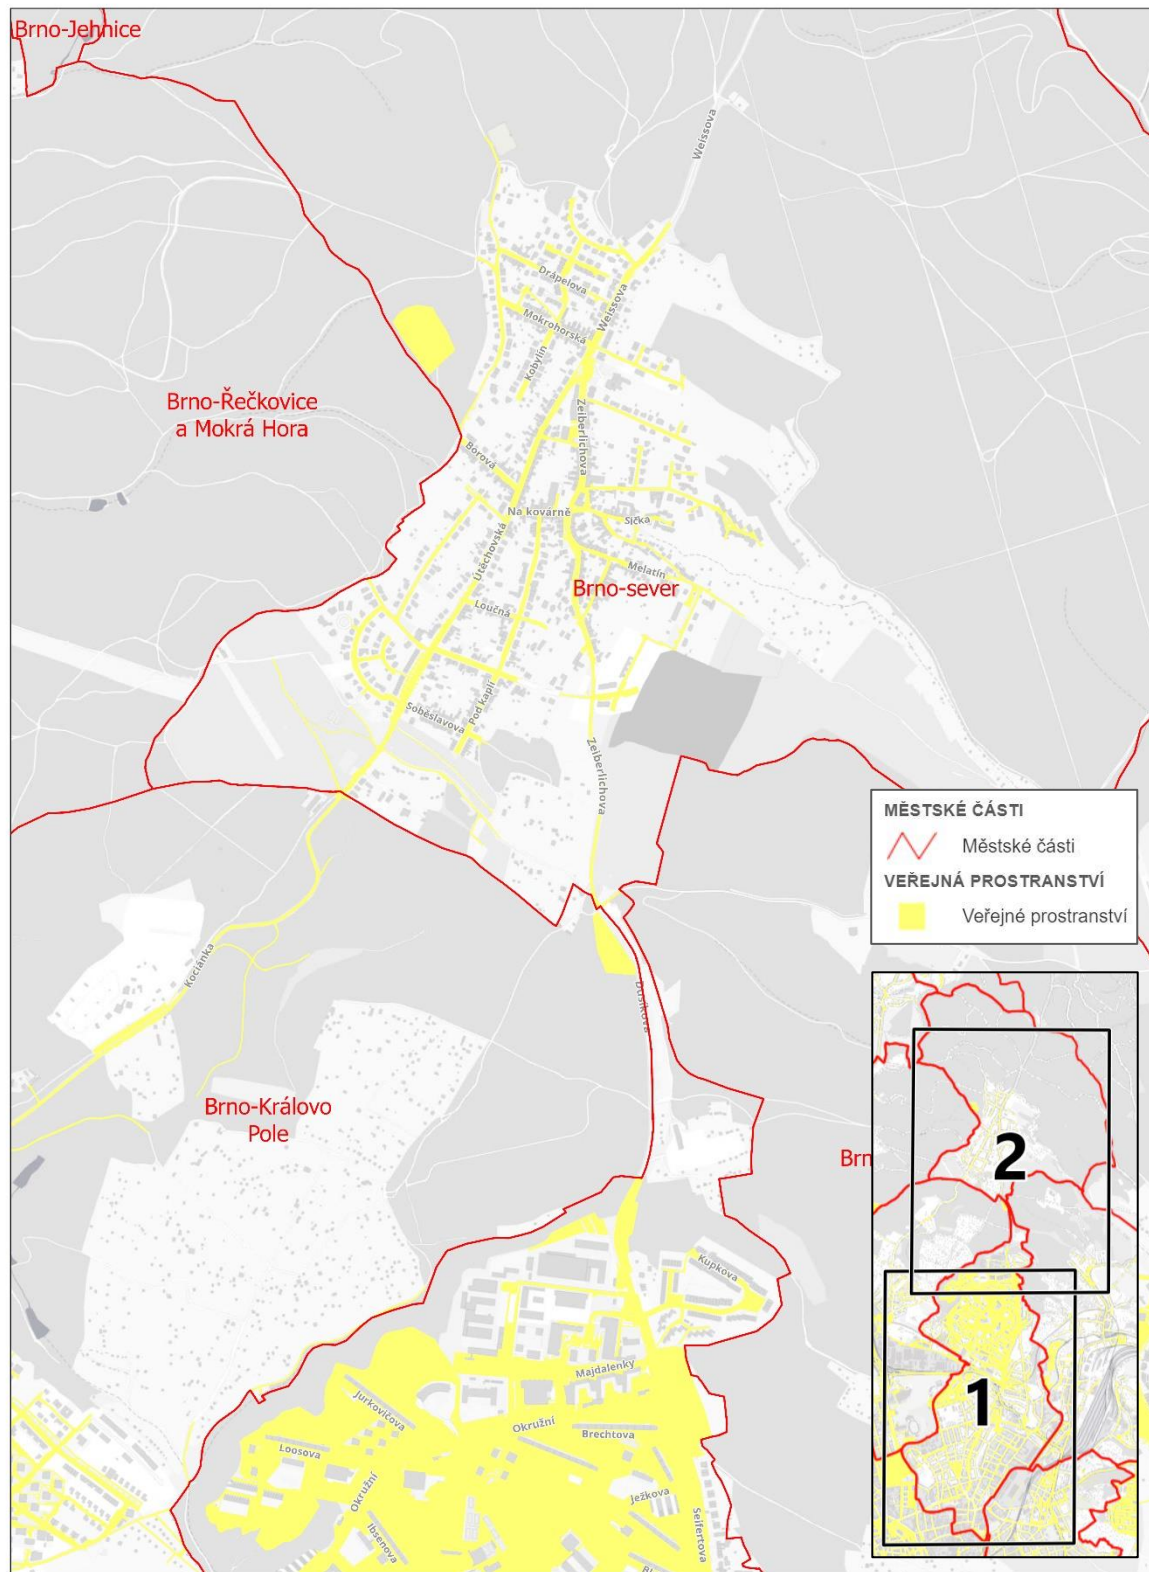 Brno-Jehnice
Weissova
Drápelova
Weissova
Mokrohorská
Kobylín
Brno-Řečkovice
a Mokrá Hora
Zeiberlichova
Borová
Na kovárně
Slčka
Útěchovská
Melatín
Brno-sever
Loučná
Pod kaplí
Soběslavova
Zeiberlichova
MĚSTSKÉ ČÁSTI
Městské části
VEŘEJNÁ PROSTRANSTVÍ
Veřejné prostranství
Kociánka
Dusíkova
Brno-Královo
Pole
Brn
2
Kupkova
Majdalenky
Jurkovičova
1
Okružní
Brechtova
Loosova
Okružní
Ježkova
Ibsenova
Seifertova